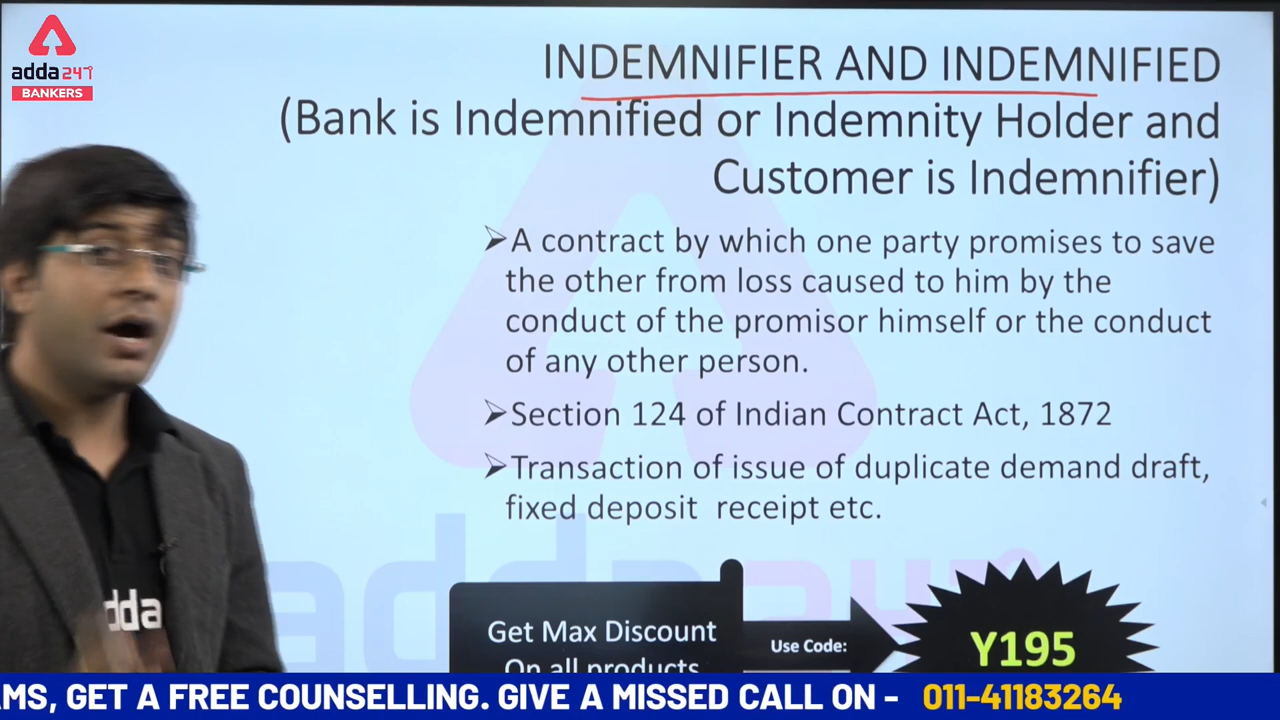 adda247
BANKERS
INDEMNIFIER AND INDEMNIFIED
(Bank is Indemnified or Indemnity Holder and
Customer is Indemnifier)
➢A contract by which one party promises to save
the other from loss caused to him by the
conduct of the promisor himself or the conduct
of any other person.
➢Section 124 of Indian Contract Act, 1872
➢Transaction of issue of duplicate demand draft,
fixed deposit receipt etc.
adda247
adda
Get Max Discount
On all products
Use Code:
Y195
AMS, GET A FREE COUNSELLING. GIVE A MISSED CALL ON - 011-41183264